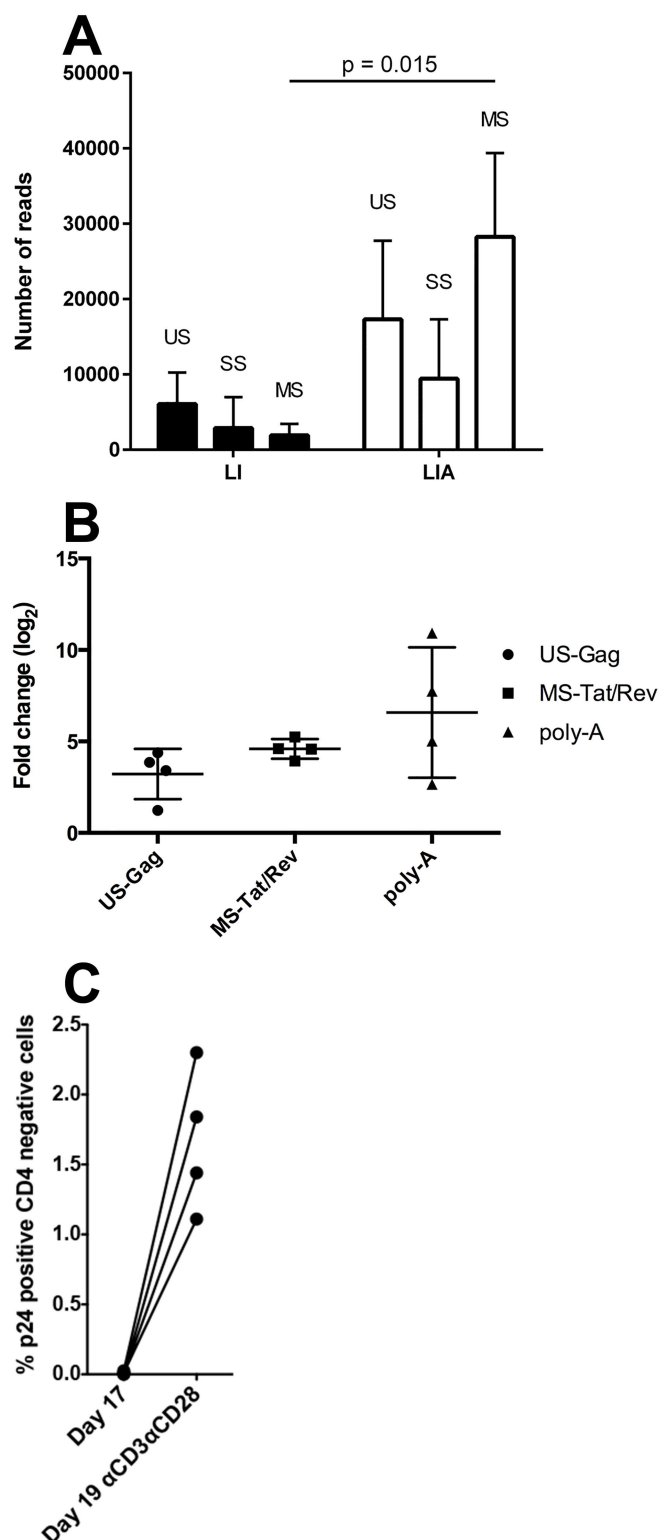 A
p = 0.015
50000
40000
30000
20000
10000
0
Number of reads
US
SS
MS
US
SS
MS
LI
LIA
B
15
10
5
0
Fold change (log₂)
US-Gag
MS-Tat/Rev
poly-A
US-Gag
MS-Tat/Rev
poly-A
C
2.5
2.0
1.5
1.0
0.5
0.0
% p24 positive CD4 negative cells
Day 17
Day 19 αCD3αCD28